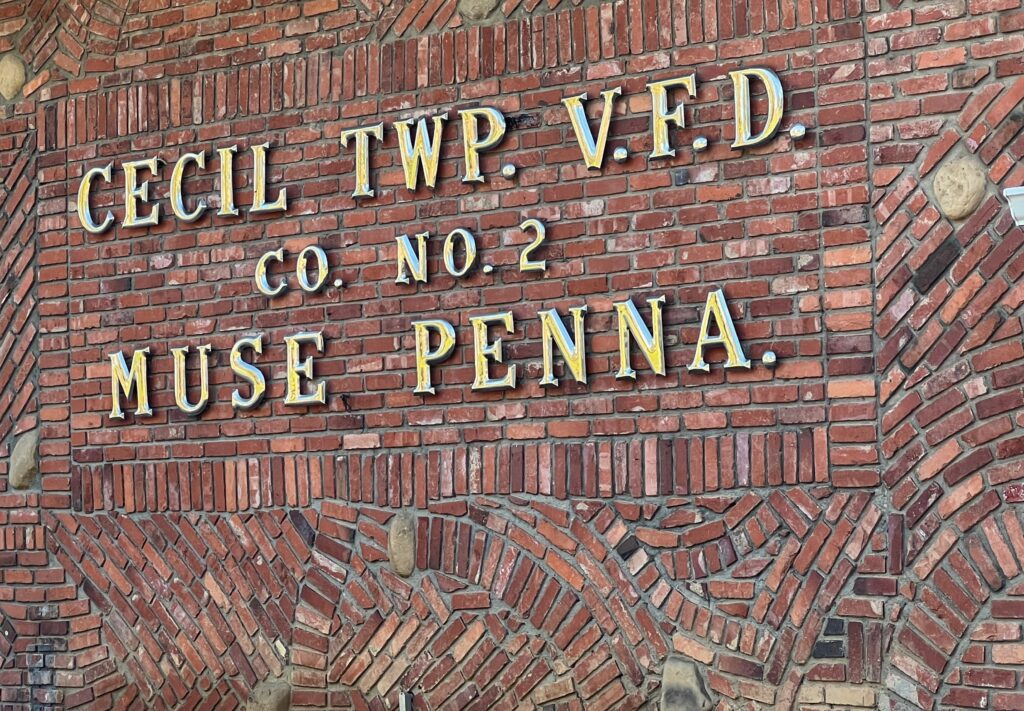 CECIL TWP. V.F.D.
CO. NO. 2
MUSE PENNA.